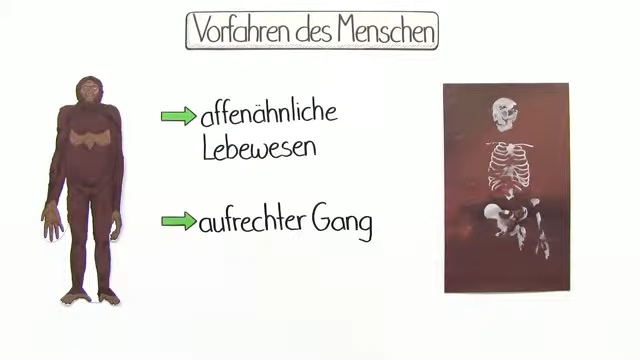 Vorfahren des Menschen
affenähnliche
Lebewesen
aufrechter Gang